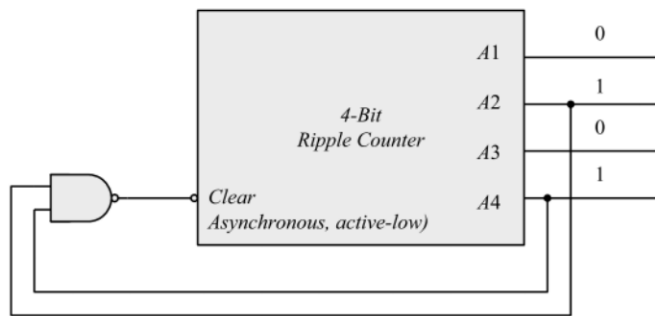 A1
0
A2
1
4-Bit
Ripple Counter
A3
0
A4
1
Clear
Asynchronous, active-low)